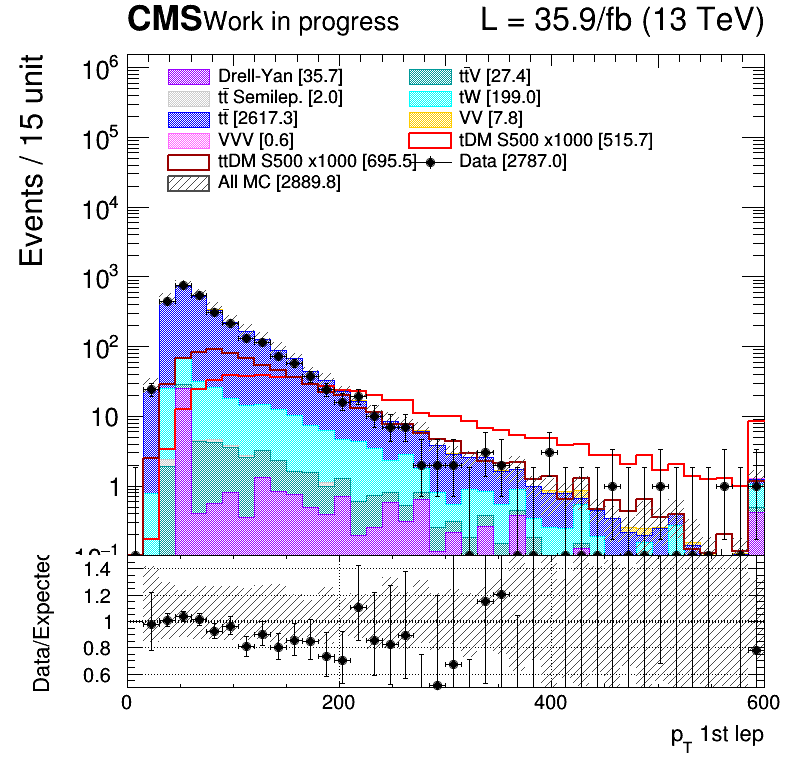 CMS Work in progress L = 35.9/fb (13 TeV)
Events / 15 unit
10⁶
10⁵
10⁴
10³
10²
10
1
10⁻¹
Drell-Yan [35.7] tt̄V [27.4]
tt̄ Semilep. [2.0] tW [199.0]
tt̄ [2617.3] VV [7.8]
VVV [0.6] tDM S500 x1000 [515.7]
ttDM S500 x1000 [695.5] Data [2787.0]
All MC [2889.8]
Data/Expected
1.4
1.2
1
0.8
0.6
0 200 400 600
p_T 1st lep